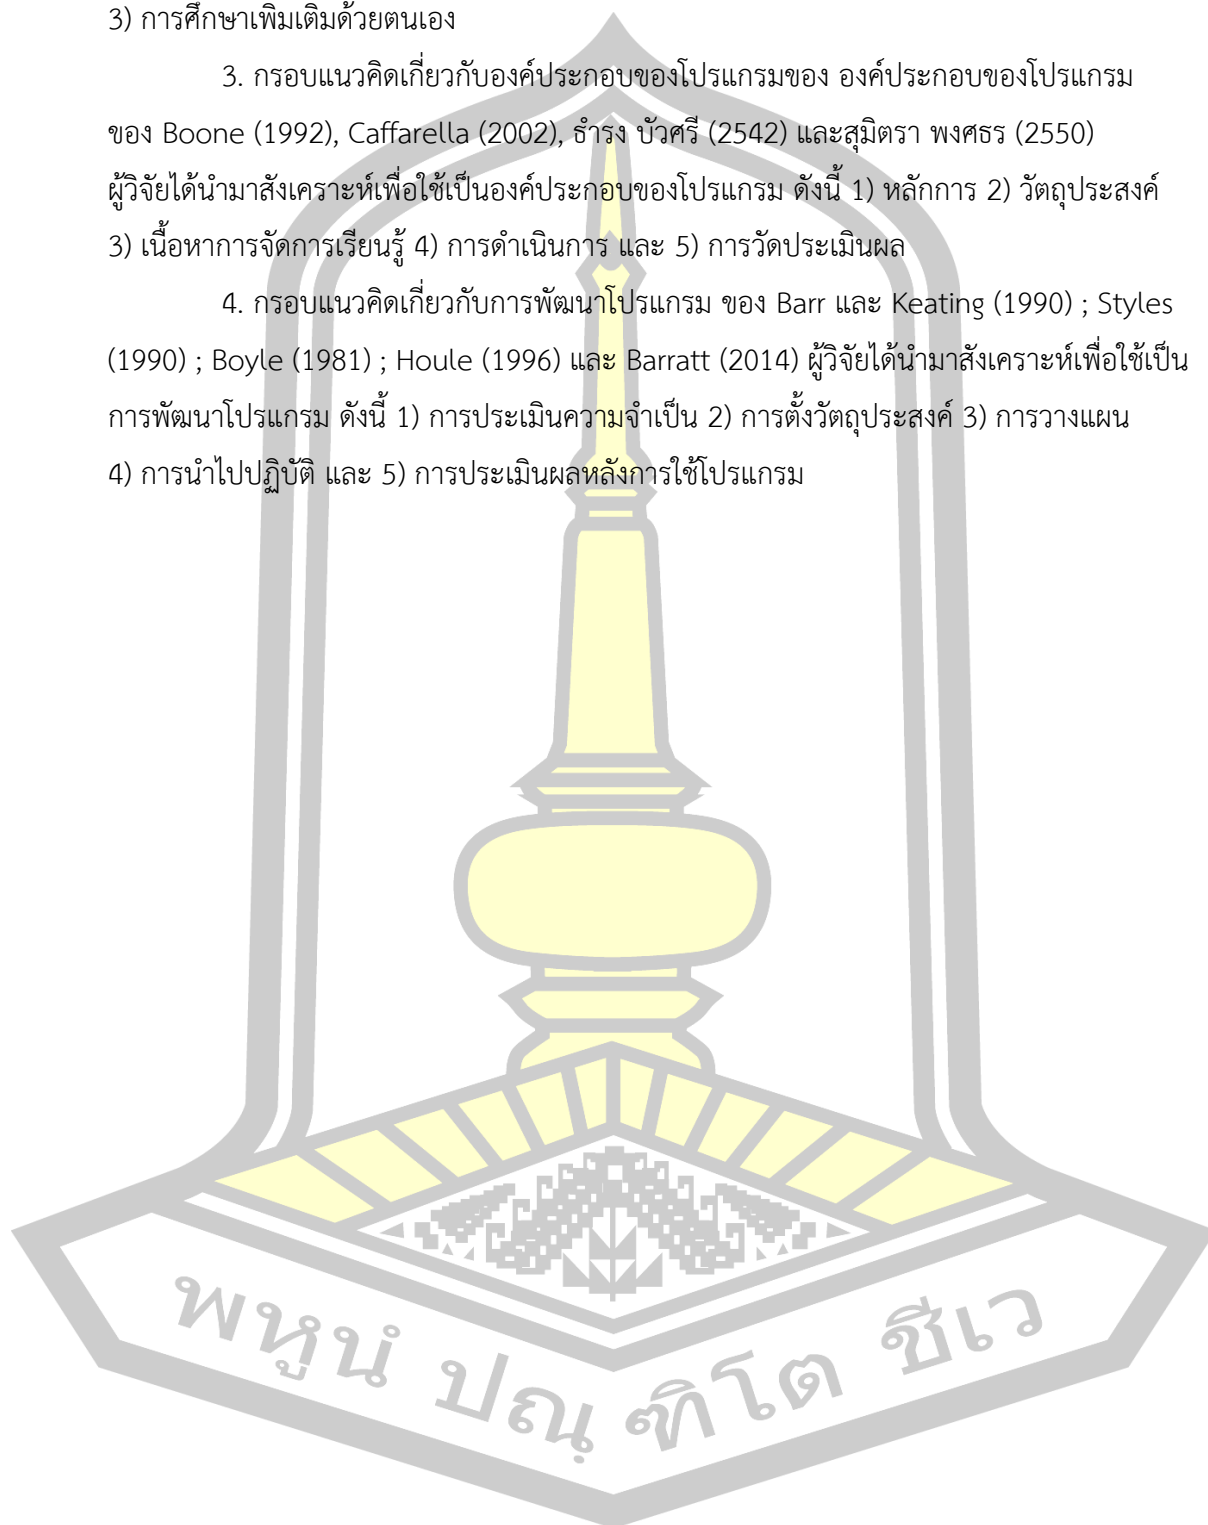 3) การศึกษาเพิ่มเติมด้วยตนเอง
3. กรอบแนวคิดเกี่ยวกับองค์ประกอบของโปรแกรมของ องค์ประกอบของโปรแกรม
ของ Boone (1992), Caffarella (2002), ธำรง บัวศรี (2542) และสุมิตรา พงศธร (2550)
ผู้วิจัยได้นำมาสังเคราะห์เพื่อใช้เป็นองค์ประกอบของโปรแกรม ดังนี้ 1) หลักการ 2) วัตถุประสงค์
3) เนื้อหาการจัดการเรียนรู้ 4) การดำเนินการ และ 5) การวัดประเมินผล
4. กรอบแนวคิดเกี่ยวกับการพัฒนาโปรแกรม ของ Barr และ Keating (1990) ; Styles
(1990) ; Boyle (1981) ; Houle (1996) และ Barratt (2014) ผู้วิจัยได้นำมาสังเคราะห์เพื่อใช้เป็น
การพัฒนาโปรแกรม ดังนี้ 1) การประเมินความจำเป็น 2) การตั้งวัตถุประสงค์ 3) การวางแผน
4) การนำไปปฏิบัติ และ 5) การประเมินผลหลังการใช้โปรแกรม
พหูนํ ปณฺ ฑิโต ชีเว